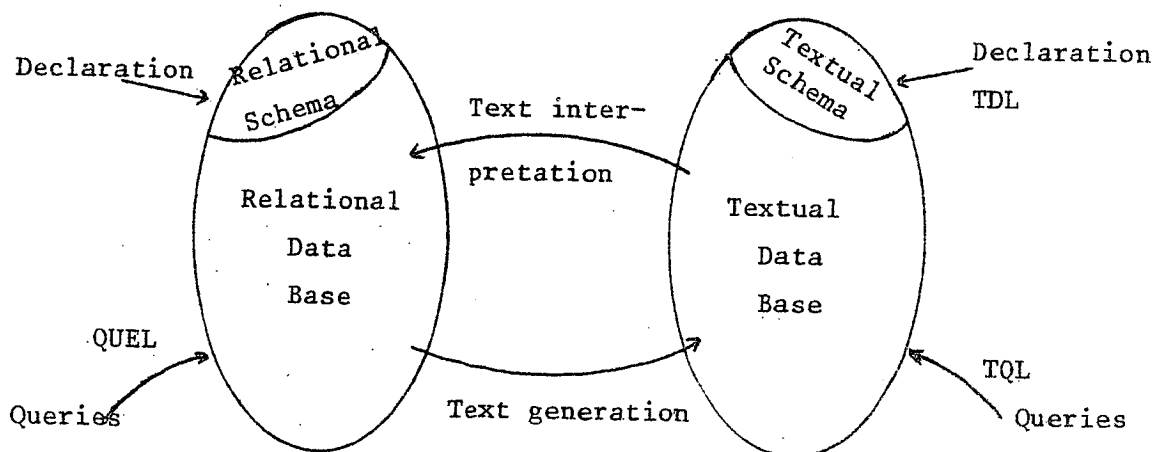 Declaration
Relational
Schema
Text inter-
pretation
Textual
Schema
Declaration
TDL
Relational
Data
Base
Textual
Data
Base
QUEL
Queries
Text generation
TQL
Queries